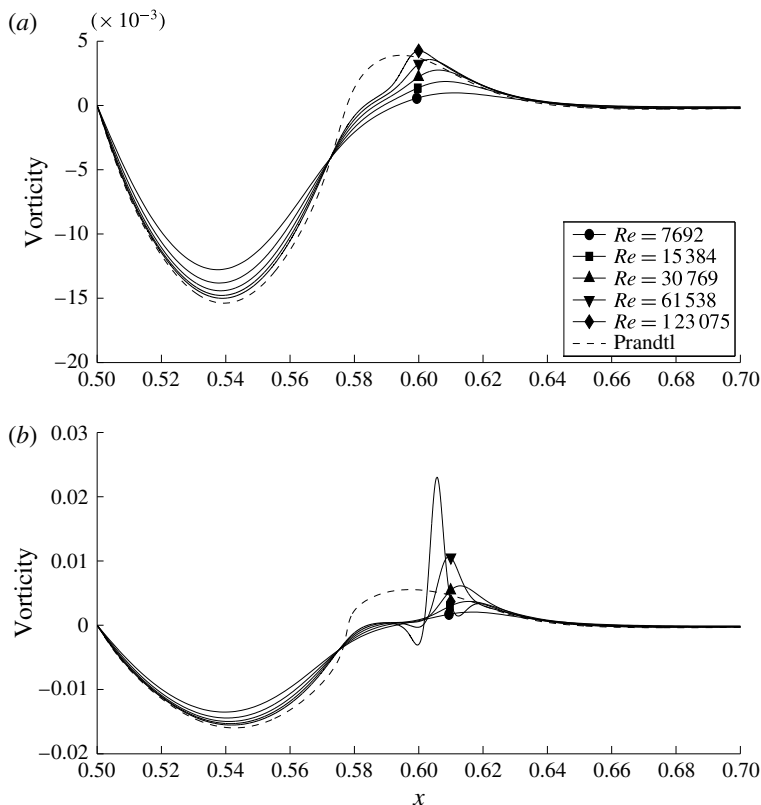 (a)
(× 10−3)
Vorticity
5
0
−5
−10
−15
−20
0.50 0.52 0.54 0.56 0.58 0.60 0.62 0.64 0.66 0.68 0.70
Re = 7692
Re = 15 384
Re = 30 769
Re = 61 538
Re = 123 075
Prandtl
(b)
Vorticity
0.03
0.02
0.01
0
−0.01
−0.02
0.50 0.52 0.54 0.56 0.58 0.60 0.62 0.64 0.66 0.68 0.70
x